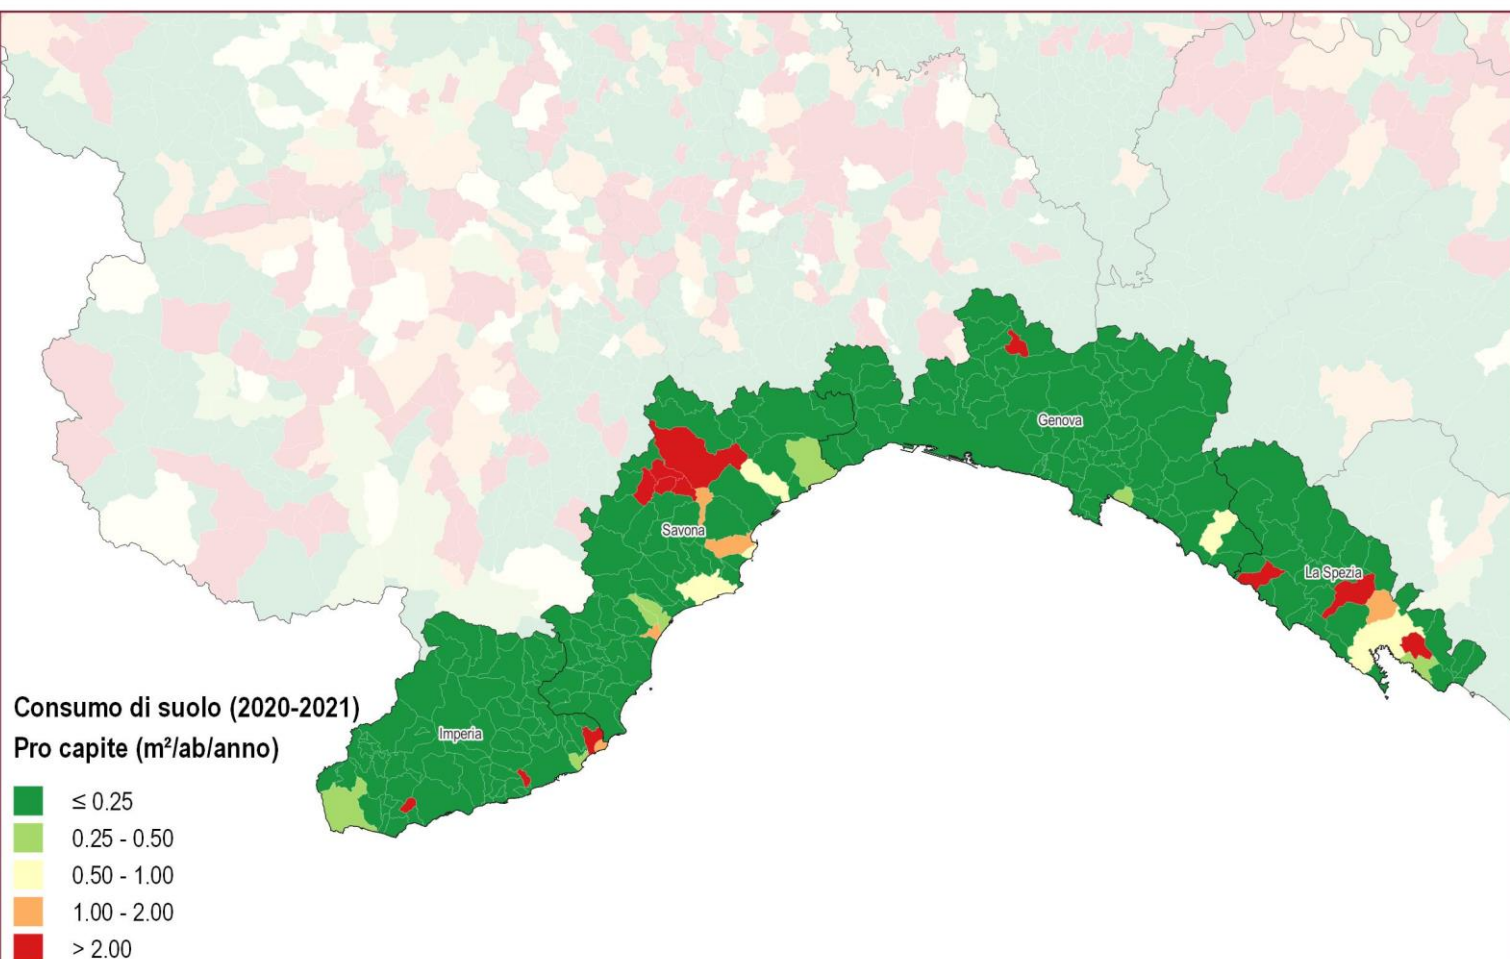 Genova
Savona
La Spezia
Imperia
Consumo di suolo (2020-2021)
Pro capite (m²/ab/anno)
≤ 0.25
0.25 - 0.50
0.50 - 1.00
1.00 - 2.00
> 2.00